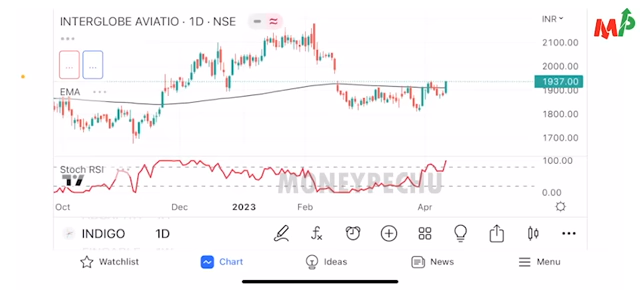 INTERGLOBE AVIATIO · 1D · NSE
INR
MP
2100.00
2000.00
1937.00
1900.00
1800.00
1700.00
EMA
Stoch RSI
100.00
0.00
MONEYPECHU
Oct Dec 2023 Feb Apr
INDIGO 1D
Watchlist Chart Ideas News Menu